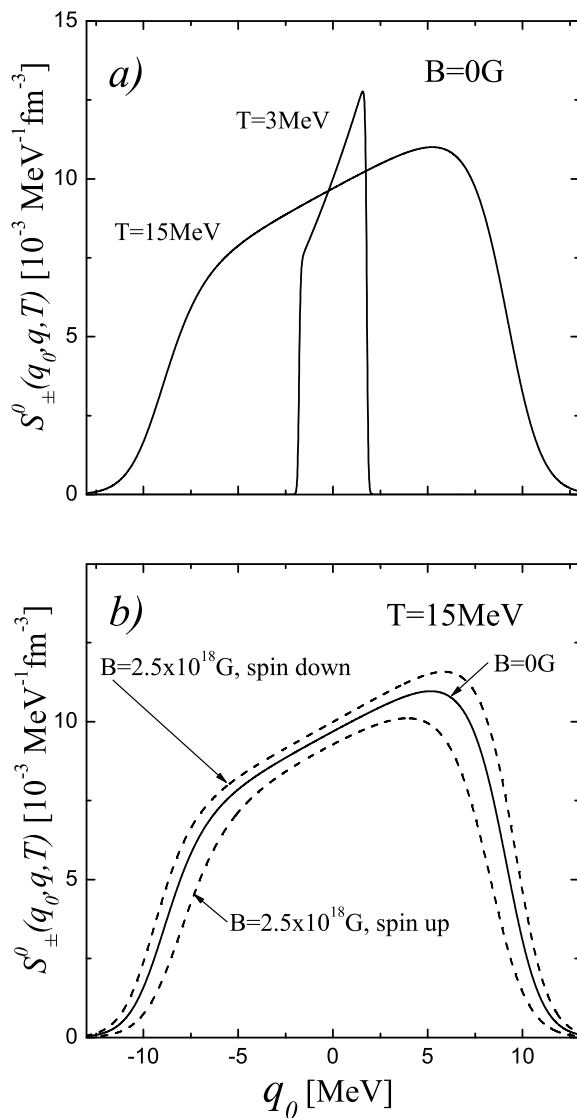 15
a)
B=0G
T=3MeV
10
T=15MeV
5
0
S⁰±(q₀,q,T) [10⁻³ MeV⁻¹fm⁻³]
b)
T=15MeV
B=2.5x10¹⁸G, spin down
B=0G
10
5
B=2.5x10¹⁸G, spin up
0
S⁰±(q₀,q,T) [10⁻³ MeV⁻¹fm⁻³]
-10 -5 0 5 10
q₀ [MeV]